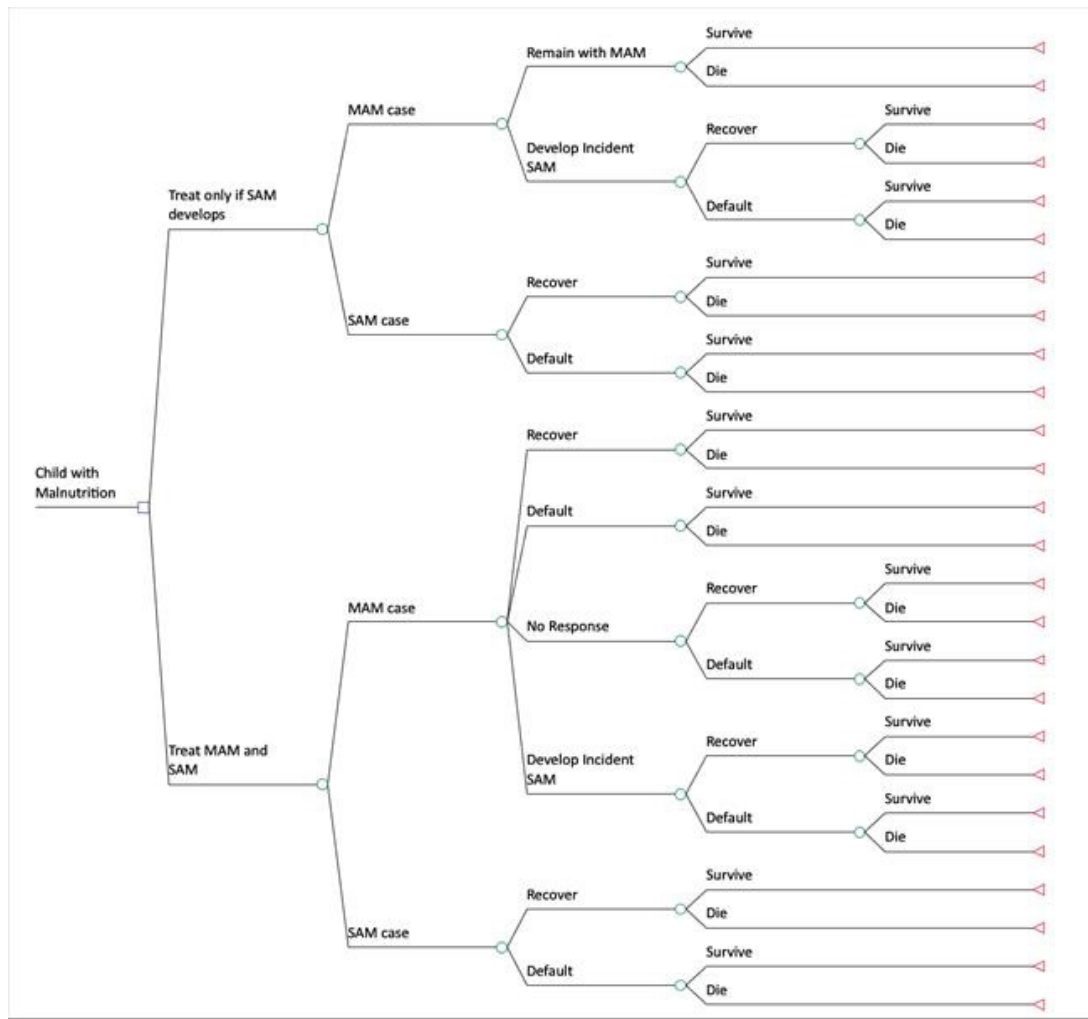 Survive
Remain with MAM
Die
MAM case
Survive
Recover
Die
Develop Incident
SAM
Survive
Default
Die
Treat only if SAM
develops
Survive
Recover
Die
SAM case
Survive
Default
Die
Survive
Recover
Die
Child with
Malnutrition
Survive
Default
Die
Survive
Recover
Die
MAM case
No Response
Survive
Default
Die
Survive
Recover
Die
Treat MAM and
SAM
Develop Incident
SAM
Survive
Default
Die
Survive
Recover
Die
SAM case
Survive
Default
Die